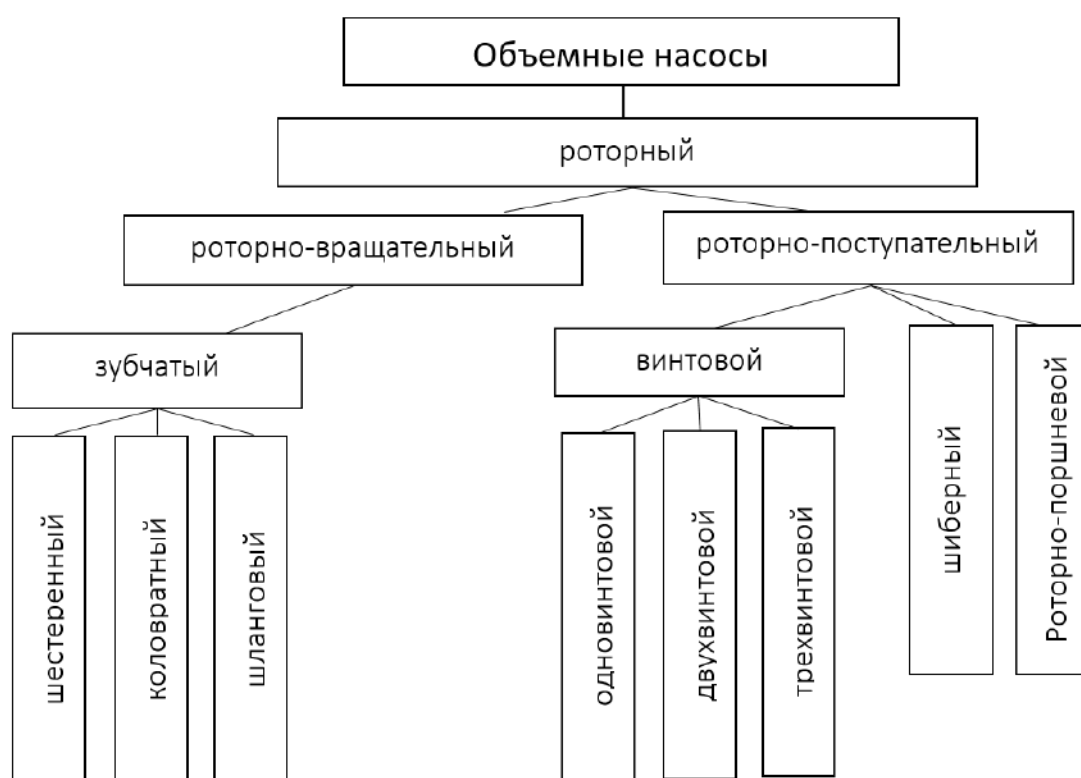 Объемные насосы
роторный
роторно-вращательный
роторно-поступательный
зубчатый
винтовой
шиберный
Роторно-поршневой
шестеренный
коловратный
шланговый
одновинтовой
двухвинтовой
трехвинтовой